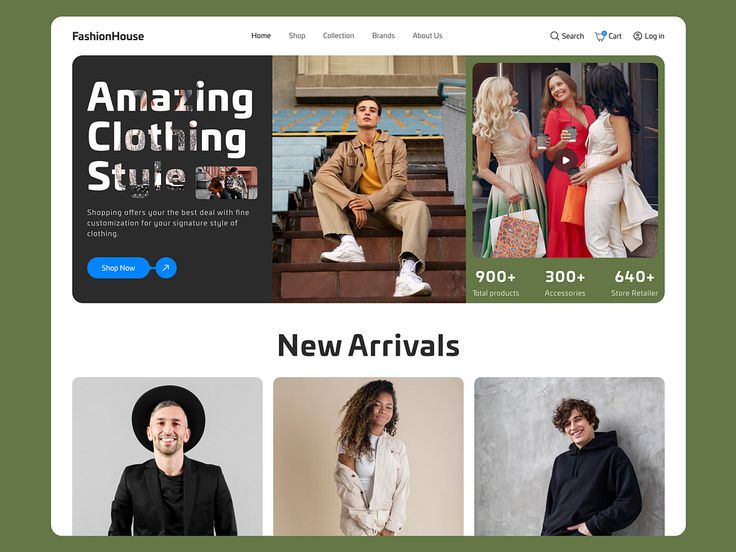 FashionHouse
Home Shop Collection Brands About Us
Search Cart Log in
Amazing
Clothing
Style
Shopping offers your the best deal with fine
customization for your signature style of
clothing.
Shop Now
900+ 300+ 640+
Total products Accessories Store Retailer
New Arrivals